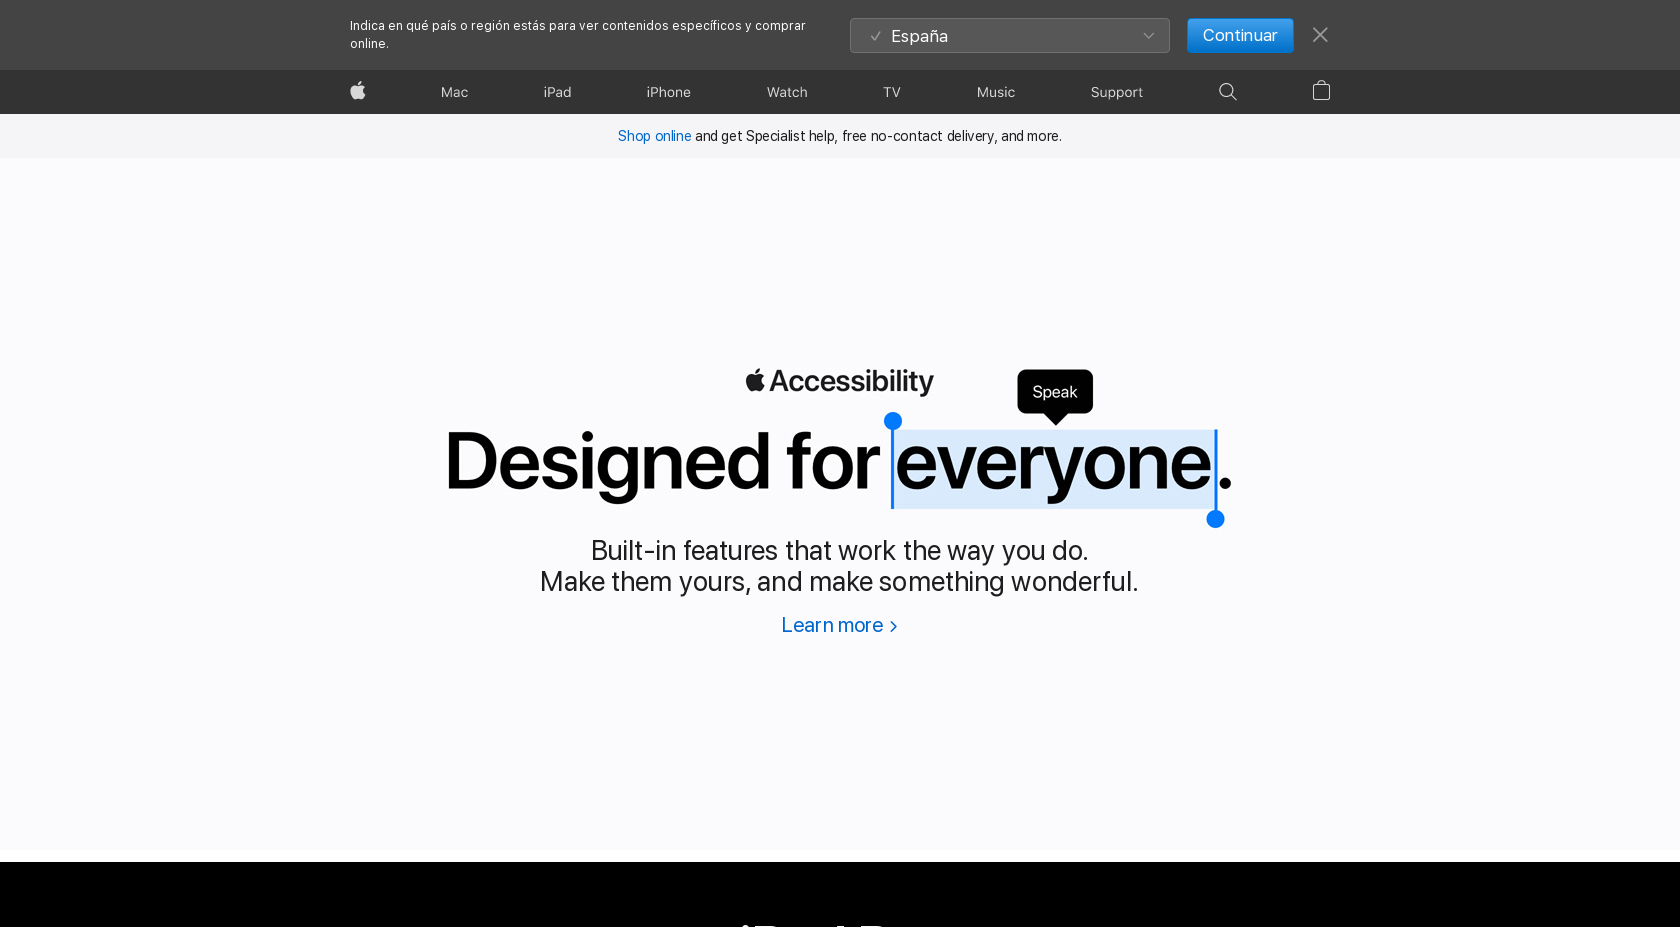 Indica en qué país o región estás para ver contenidos específicos y comprar
online.
España
Continuar
Mac
iPad
iPhone
Watch
TV
Music
Support
Shop online and get Specialist help, free no-contact delivery, and more.
Accessibility
Speak
Designed for everyone.
Built-in features that work the way you do.
Make them yours, and make something wonderful.
Learn more